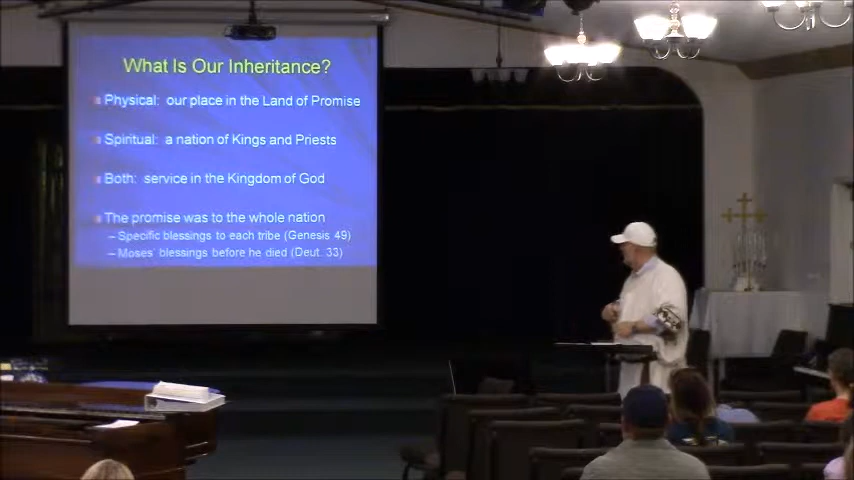 What Is Our Inheritance?
Physical: our place in the Land of Promise
Spiritual: a nation of Kings and Priests
Both: service in the Kingdom of God
The promise was to the whole nation
– Specific blessings to each tribe (Genesis 49)
– Moses' blessings before he died (Deut. 33)